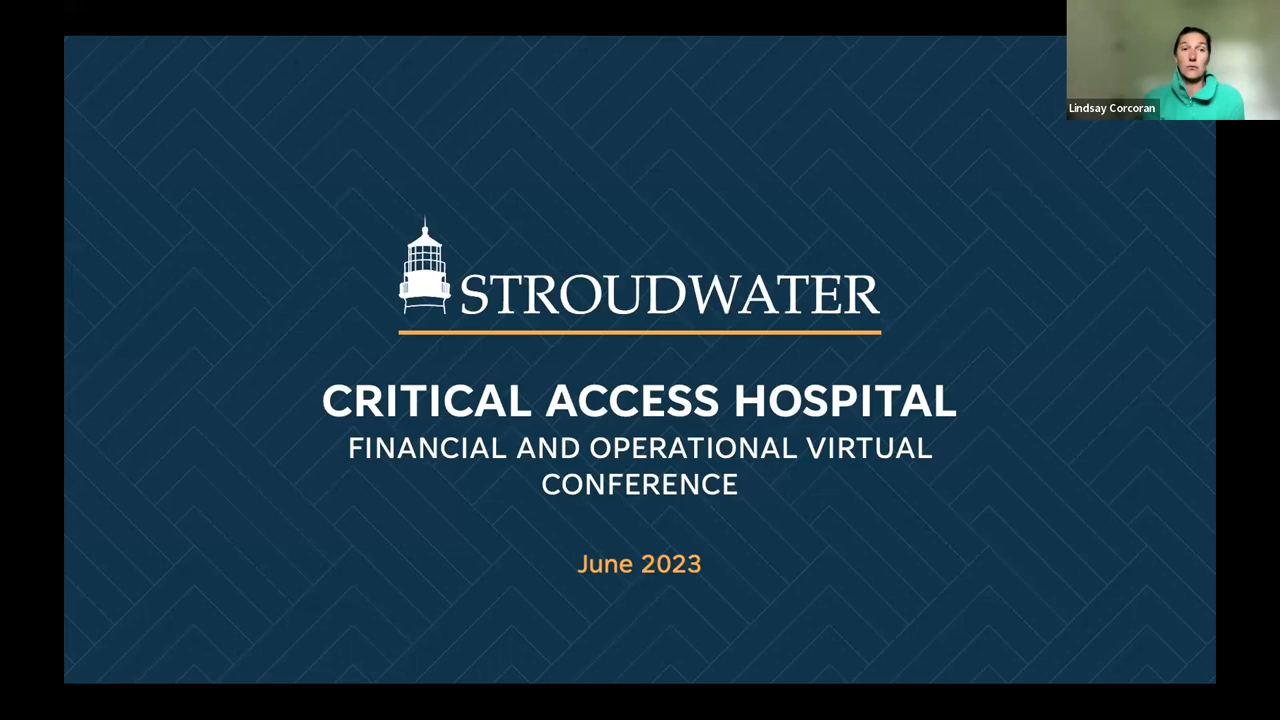 Lindsay Corcoran
STROUDWATER
CRITICAL ACCESS HOSPITAL
FINANCIAL AND OPERATIONAL VIRTUAL
CONFERENCE
June 2023